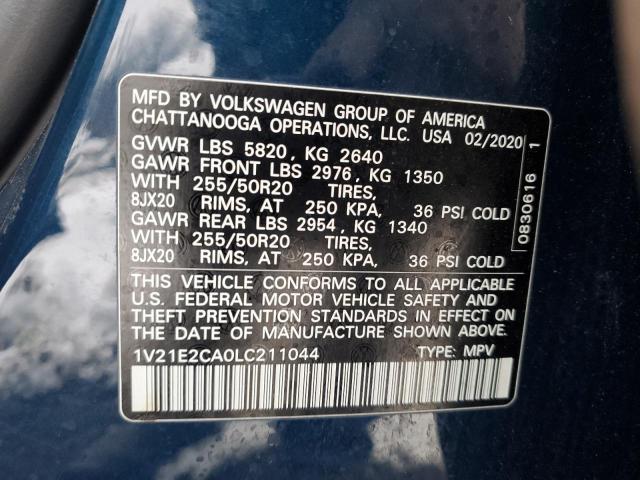 MFD BY VOLKSWAGEN GROUP OF AMERICA
CHATTANOOGA OPERATIONS, LLC. USA 02/2020
GVWR LBS 5820, KG 2640
GAWR FRONT LBS 2976, KG 1350
WITH 255/50R20 TIRES,
8JX20 RIMS, AT 250 KPA, 36 PSI COLD
GAWR REAR LBS 2954, KG 1340
WITH 255/50R20 TIRES,
8JX20 RIMS, AT 250 KPA, 36 PSI COLD
THIS VEHICLE CONFORMS TO ALL APPLICABLE
U.S. FEDERAL MOTOR VEHICLE SAFETY AND
THEFT PREVENTION STANDARDS IN EFFECT ON
THE DATE OF MANUFACTURE SHOWN ABOVE.
1V21E2CA0LC211044 TYPE: MPV
0830616 1